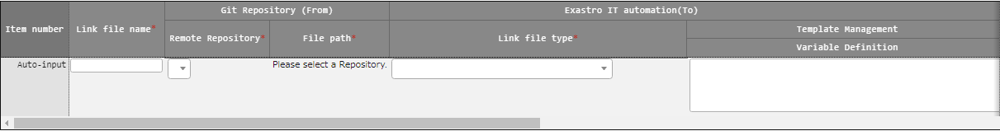 Item number
Link file name*
Git Repository (From)
Exastro IT automation(To)
Remote Repository*
File path*
Link file type*
Template Management
Variable Definition
Auto-input
Please select a Repository.